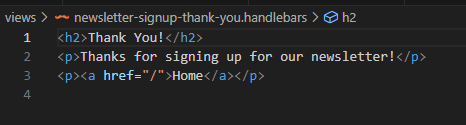 views > newsletter-signup-thank-you.handlebars > h2
1 <h2>Thank You!</h2>
2 <p>Thanks for signing up for our newsletter!</p>
3 <p><a href="/">Home</a></p>
4